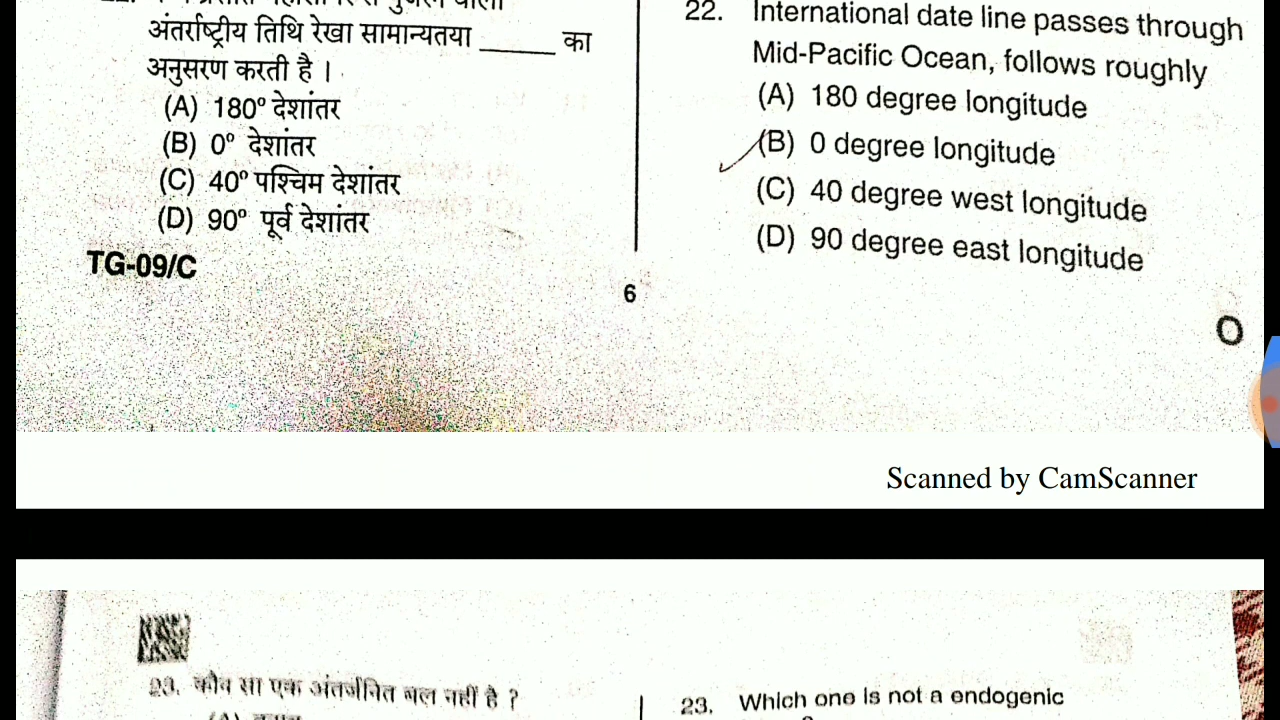 अंतर्राष्ट्रीय तिथि रेखा सामान्यतया ______ का
अनुसरण करती है ।
(A) 180° देशांतर
(B) 0° देशांतर
(C) 40° पश्चिम देशांतर
(D) 90° पूर्व देशांतर
TG-09/C
22. International date line passes through
Mid-Pacific Ocean, follows roughly
(A) 180 degree longitude
(B) 0 degree longitude
(C) 40 degree west longitude
(D) 90 degree east longitude
6
O
Scanned by CamScanner
23. कौन सा एक अंतर्जनित बल नहीं है ?
(A)
23. Which one is not a endogenic